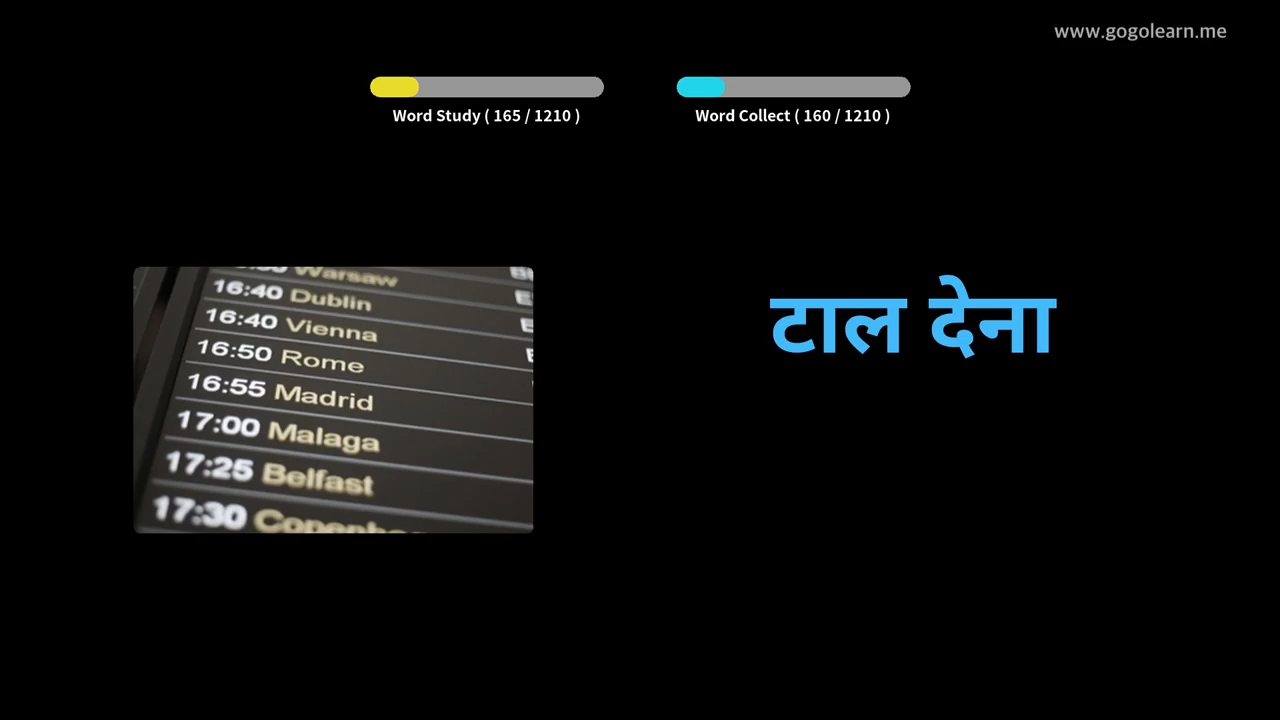 www.gogolearn.me
Word Study ( 165 / 1210 )
Word Collect ( 160 / 1210 )
Warsaw
16:40 Dublin
16:40 Vienna
16:50 Rome
16:55 Madrid
17:00 Malaga
17:25 Belfast
17:30
टाल देना